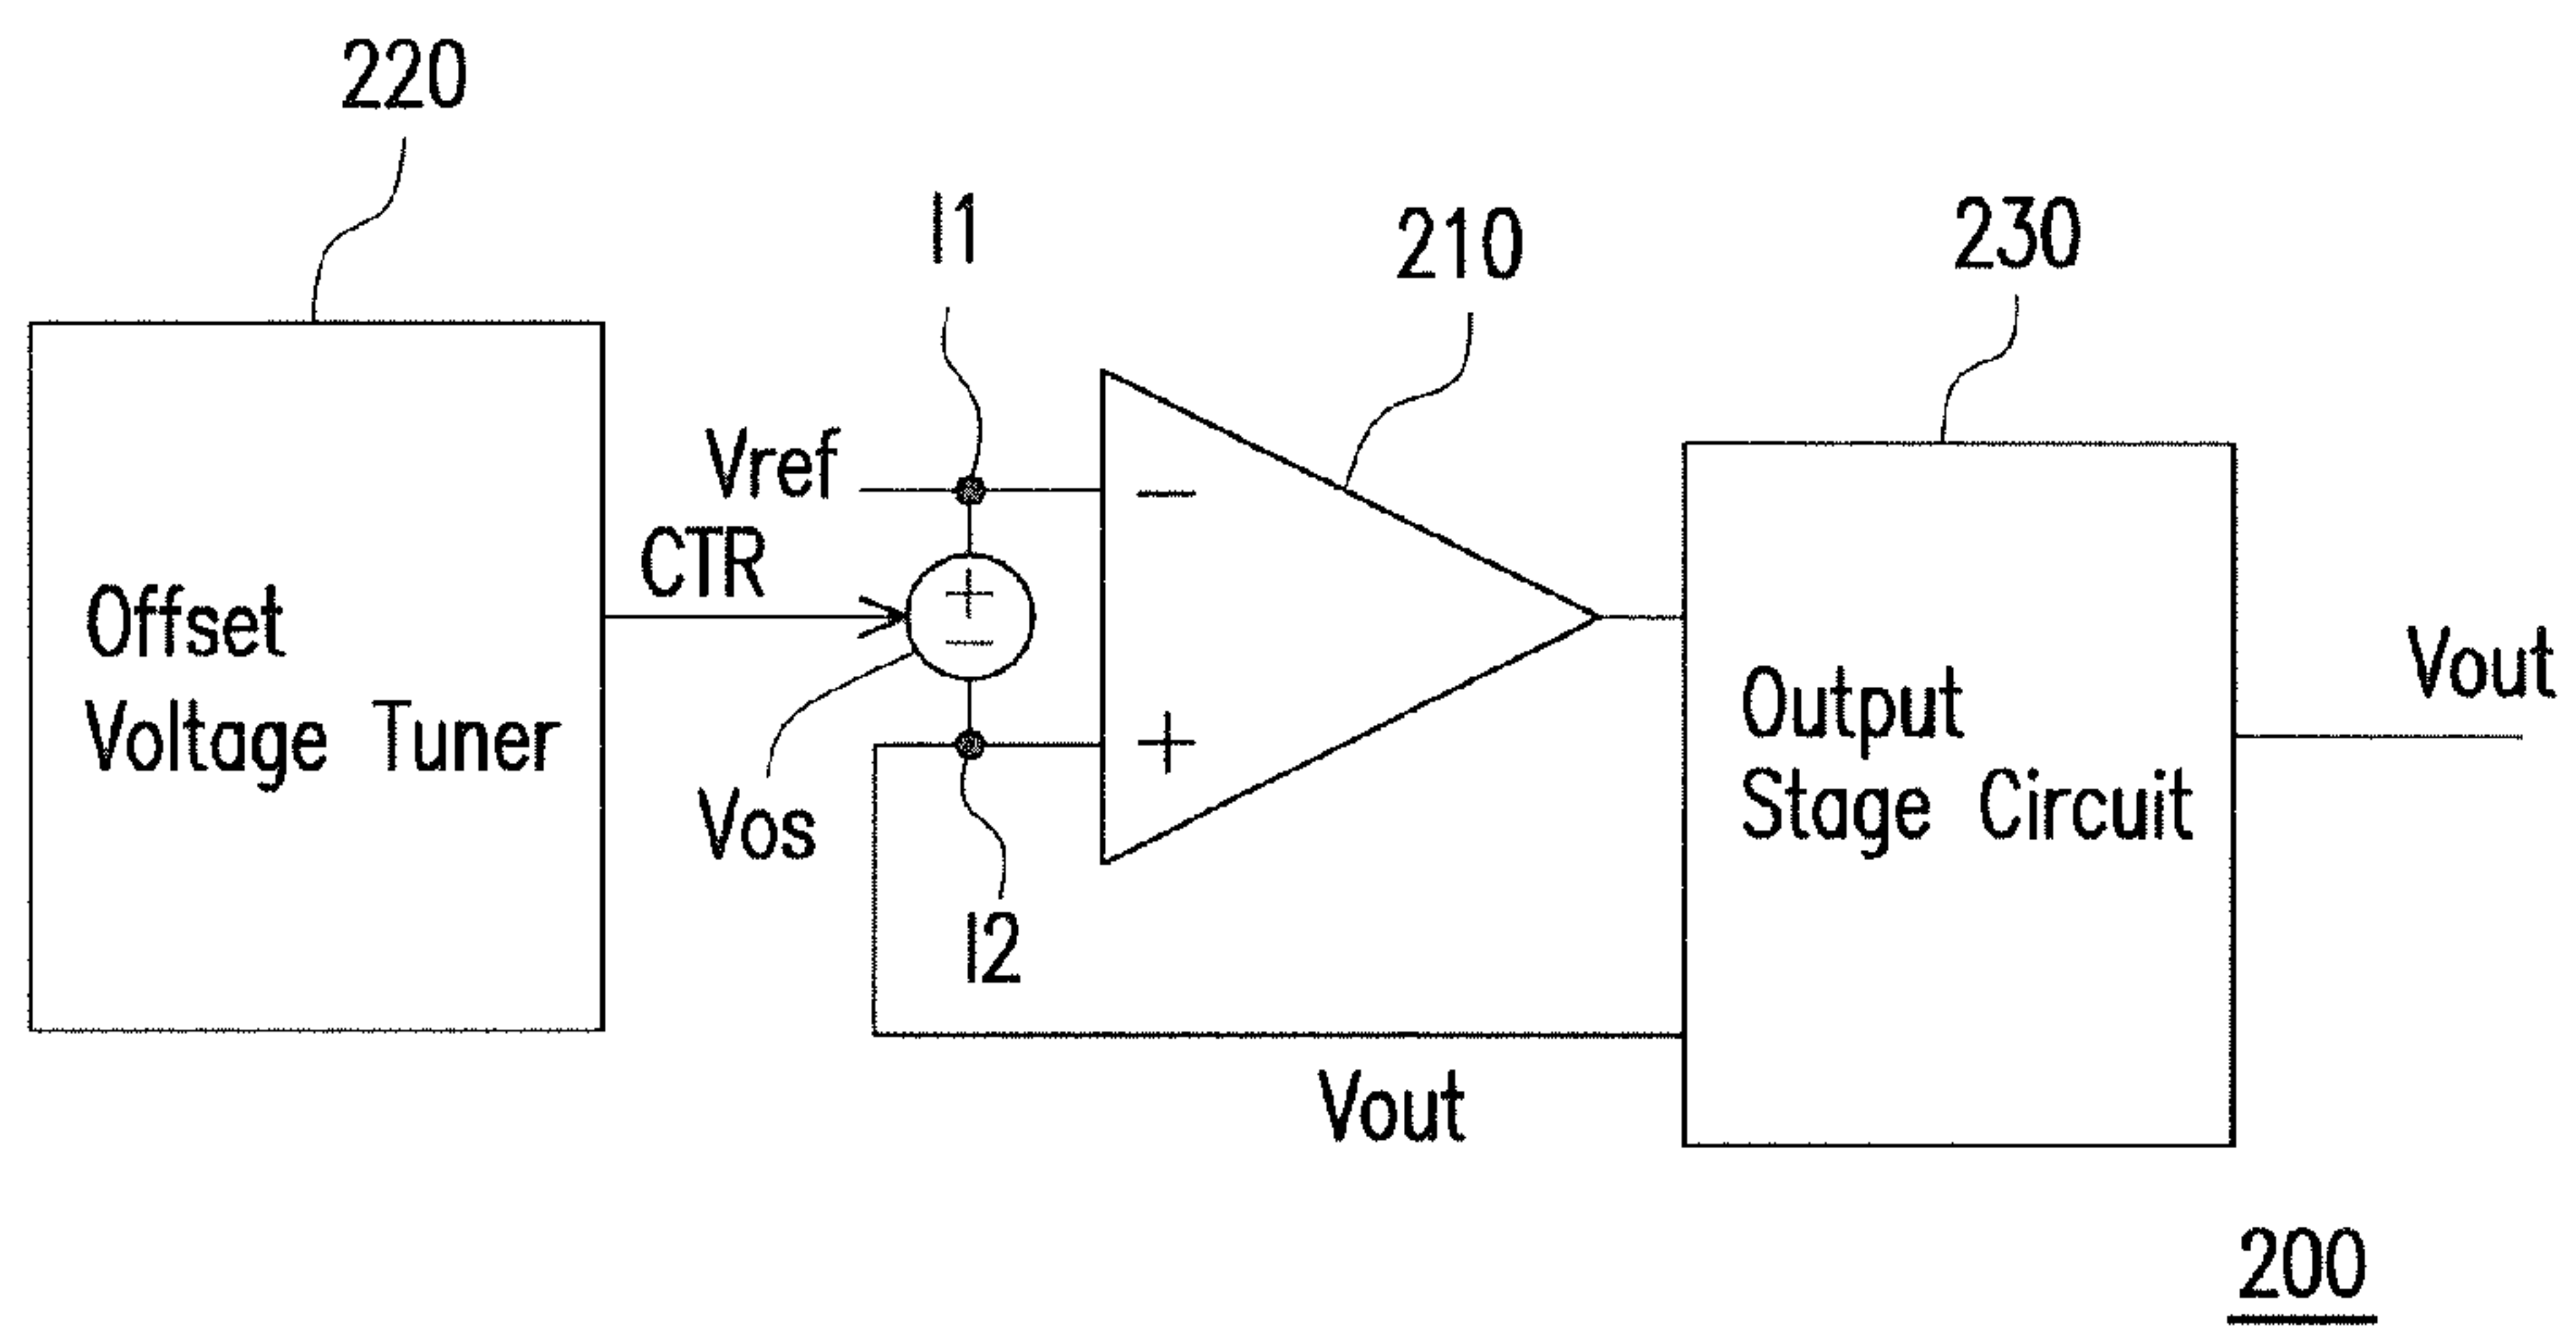 220
I1
210
230
Vref
CTR
Offset
Voltage Tuner
+
−
−
+
Vos
I2
Output
Stage Circuit
Vout
Vout
200